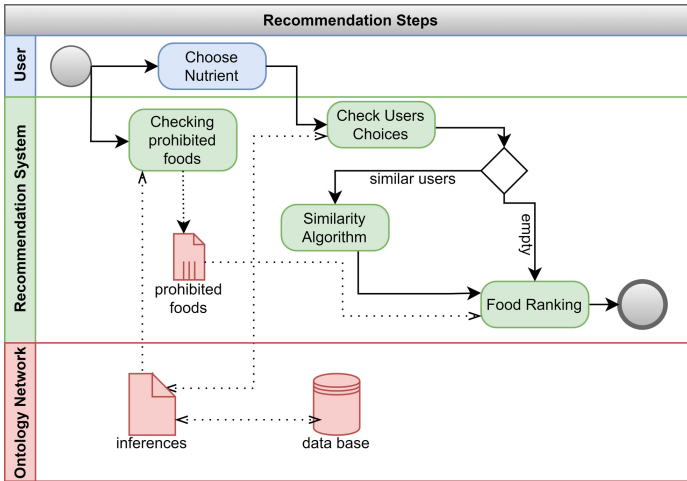 Recommendation Steps
User
Choose
Nutrient
Recommendation System
Checking
prohibited
foods
Check Users
Choices
similar users
empty
Similarity
Algorithm
prohibited
foods
Food Ranking
Ontology Network
inferences
data base